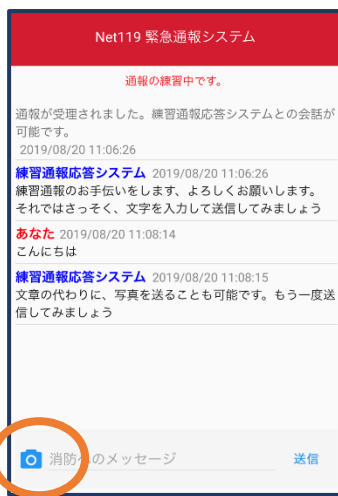 Net119 緊急通報システム
通報の練習中です。
通報が受理されました。練習通報応答システムとの会話が
可能です。
2019/08/20 11:06:26
練習通報応答システム 2019/08/20 11:06:26
練習通報のお手伝いをします、よろしくお願いします。
それではさっそく、文字を入力して送信してみましょう
あなた 2019/08/20 11:08:14
こんにちは
練習通報応答システム 2019/08/20 11:08:15
文章の代わりに、写真を送ることも可能です。もう一度送
信してみましょう
消防へのメッセージ 送信